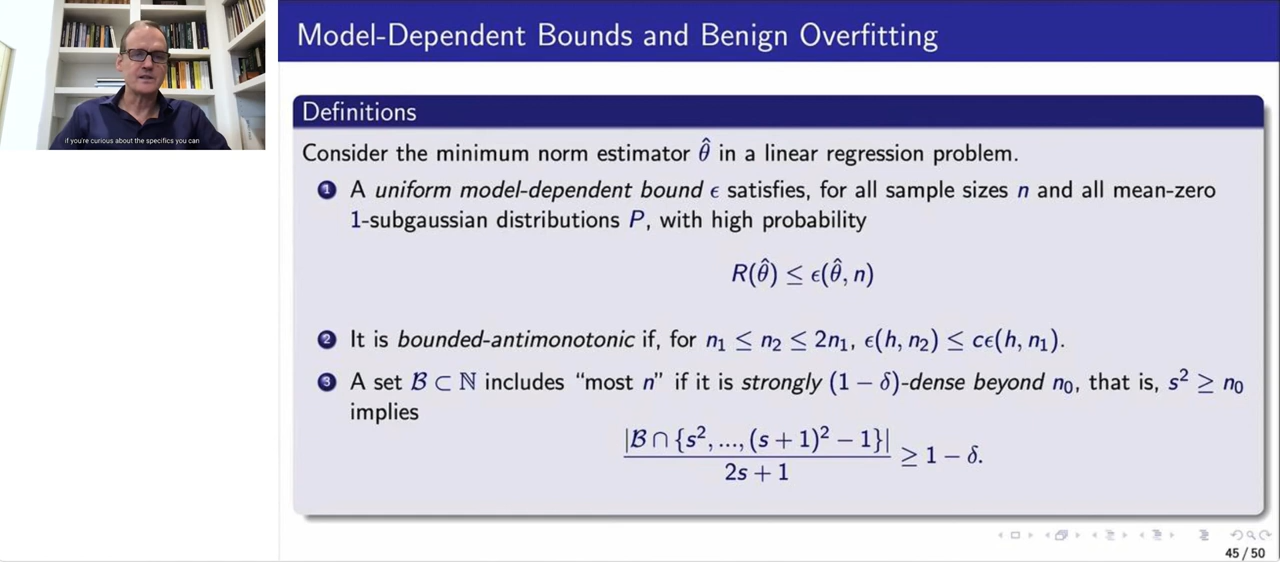 if you're curious about the specifics you can
Model-Dependent Bounds and Benign Overfitting
Definitions
Consider the minimum norm estimator θ̂ in a linear regression problem.
1 A uniform model-dependent bound ϵ satisfies, for all sample sizes n and all mean-zero
1-subgaussian distributions P, with high probability
R(θ̂) ≤ ϵ(θ̂, n)
2 It is bounded-antimonotonic if, for n₁ ≤ n₂ ≤ 2n₁, ϵ(h, n₂) ≤ cϵ(h, n₁).
3 A set ℬ ⊂ ℕ includes “most n” if it is strongly (1 − δ)-dense beyond n₀, that is, s² ≥ n₀
implies
|ℬ ∩ {s², ..., (s + 1)² − 1}|
2s + 1
≥ 1 − δ.
45 / 50